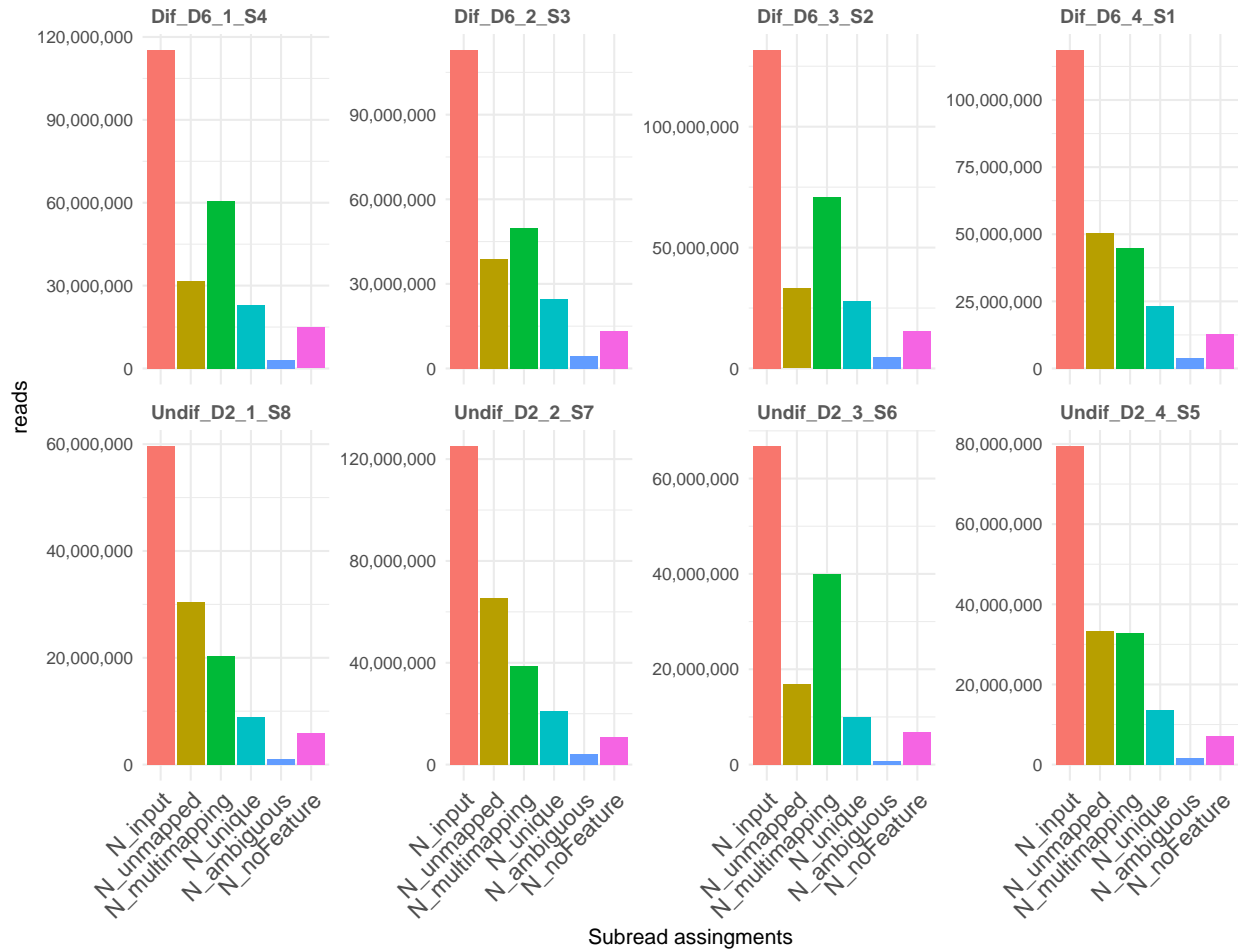 Dif_D6_1_S4
Dif_D6_2_S3
Dif_D6_3_S2
Dif_D6_4_S1
120,000,000
90,000,000
60,000,000
30,000,000
0
90,000,000
60,000,000
30,000,000
0
100,000,000
50,000,000
0
100,000,000
75,000,000
50,000,000
25,000,000
0
reads
Undif_D2_1_S8
Undif_D2_2_S7
Undif_D2_3_S6
Undif_D2_4_S5
60,000,000
40,000,000
20,000,000
0
120,000,000
80,000,000
40,000,000
0
60,000,000
40,000,000
20,000,000
0
80,000,000
60,000,000
40,000,000
20,000,000
0
N_input
N_unmapped
N_multimapping
N_unique
N_ambiguous
N_noFeature
N_input
N_unmapped
N_multimapping
N_unique
N_ambiguous
N_noFeature
N_input
N_unmapped
N_multimapping
N_unique
N_ambiguous
N_noFeature
N_input
N_unmapped
N_multimapping
N_unique
N_ambiguous
N_noFeature
Subread assingments